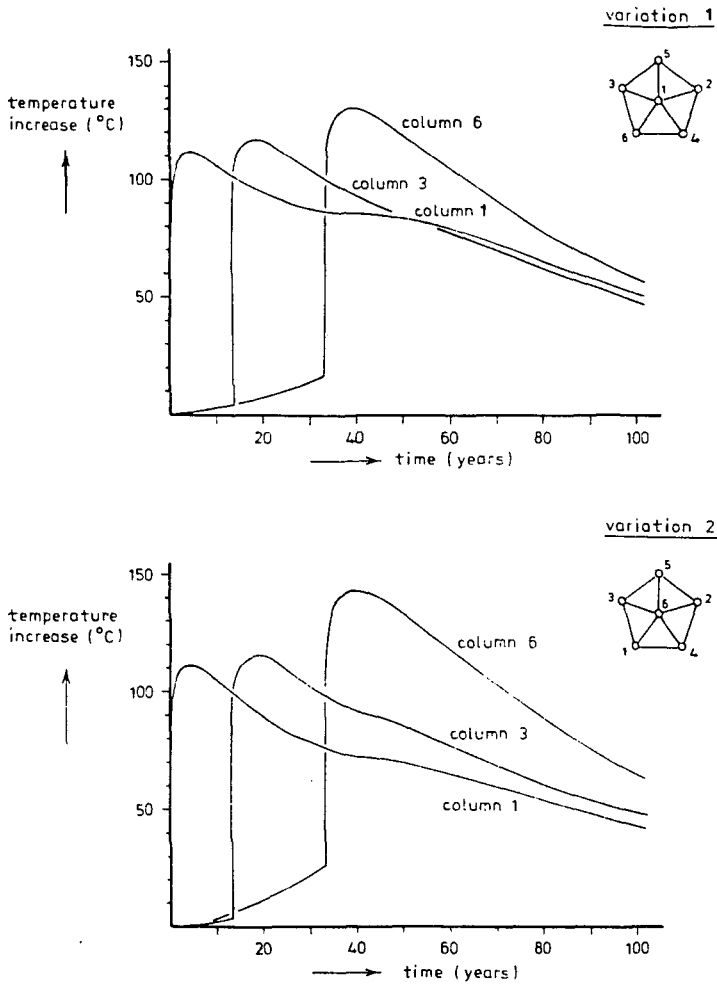 variation 1
5
3
1
2
6
4
temperature
increase (°C)
150
100
50
column 6
column 3
column 1
20
40
60
80
100
time (years)
variation 2
5
3
6
2
1
4
temperature
increase (°C)
150
100
50
column 6
column 3
column 1
20
40
60
80
100
time (years)